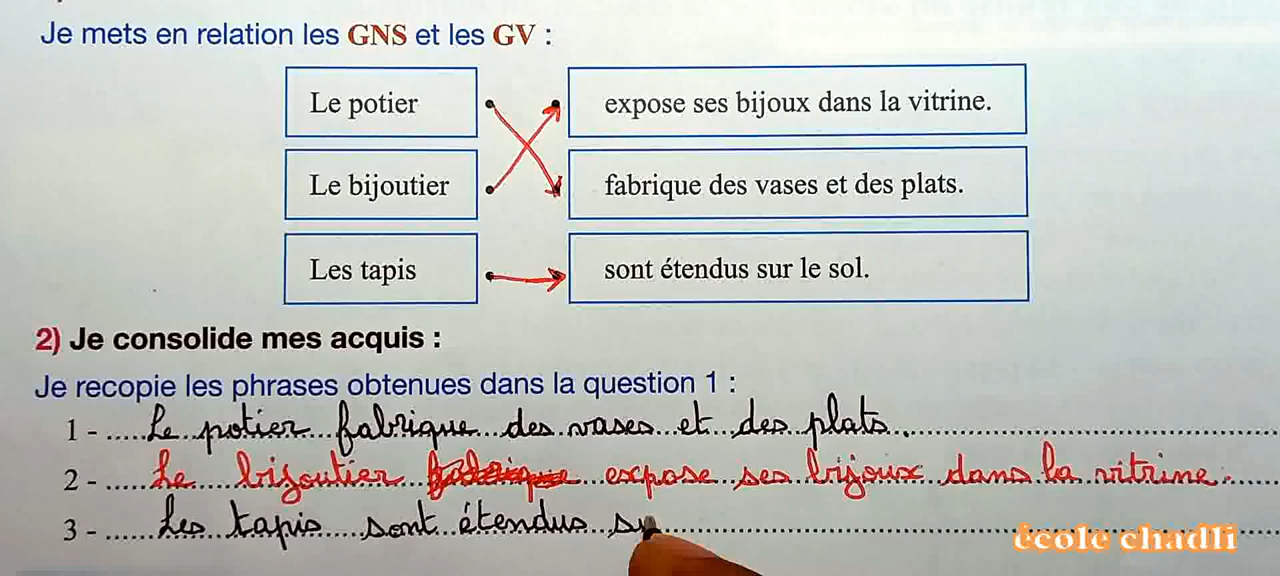 Je mets en relation les GNS et les GV :
Le potier
expose ses bijoux dans la vitrine.
Le bijoutier
fabrique des vases et des plats.
Les tapis
sont étendus sur le sol.
2) Je consolide mes acquis :
Je recopie les phrases obtenues dans la question 1 :
1 - Le potier fabrique des vases et des plats.
2 - Le bijoutier expose ses bijoux dans la vitrine.
3 - Les tapis sont étendus su
école chadli